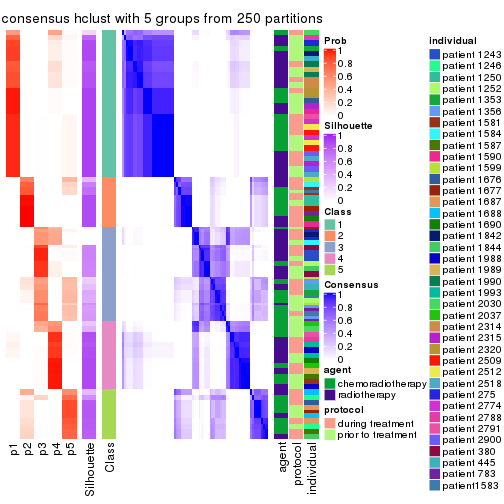 consensus hclust with 5 groups from 250 partitions
Prob
1
0.8
0.6
0.4
0.2
0
Silhouette
1
0.8
0.6
0.4
0.2
0
Class
1
2
3
4
5
Consensus
1
0.8
0.6
0.4
0.2
0
agent
chemoradiotherapy
radiotherapy
protocol
during treatment
prior to treatment
individual
patient 1243
patient 1246
patient 1250
patient 1252
patient 1353
patient 1356
patient 1581
patient 1584
patient 1587
patient 1590
patient 1599
patient 1676
patient 1677
patient 1687
patient 1688
patient 1690
patient 1842
patient 1844
patient 1988
patient 1989
patient 1990
patient 1993
patient 2030
patient 2037
patient 2314
patient 2315
patient 2320
patient 2509
patient 2512
patient 2518
patient 275
patient 2774
patient 2788
patient 2791
patient 2900
patient 380
patient 445
patient 783
patient1583
p1
p2
p3
p4
p5
Silhouette
Class
agent
protocol
individual